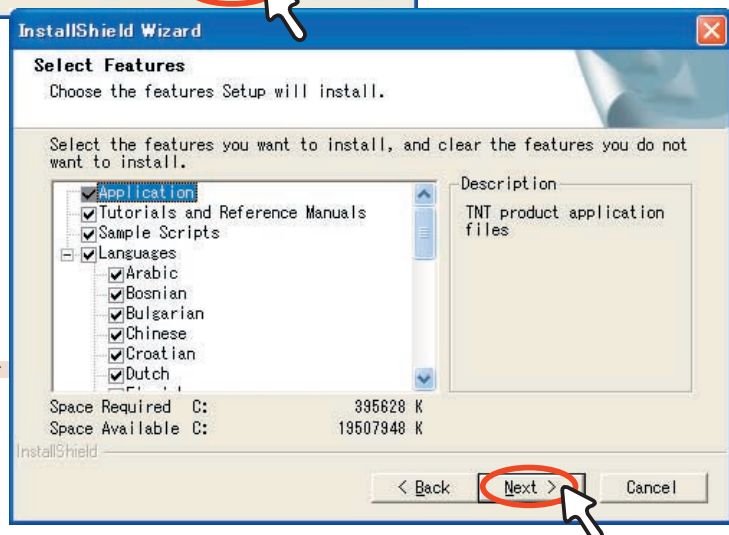 InstallShield Wizard
Select Features
Choose the features Setup will install.
Select the features you want to install, and clear the features you do not
want to install.
Application
Tutorials and Reference Manuals
Sample Scripts
Languages
Arabic
Bosnian
Bulgarian
Chinese
Croatian
Dutch
Description
TNT product application
files
Space Required C: 395628 K
Space Available C: 19507948 K
InstallShield
< Back
Next >
Cancel